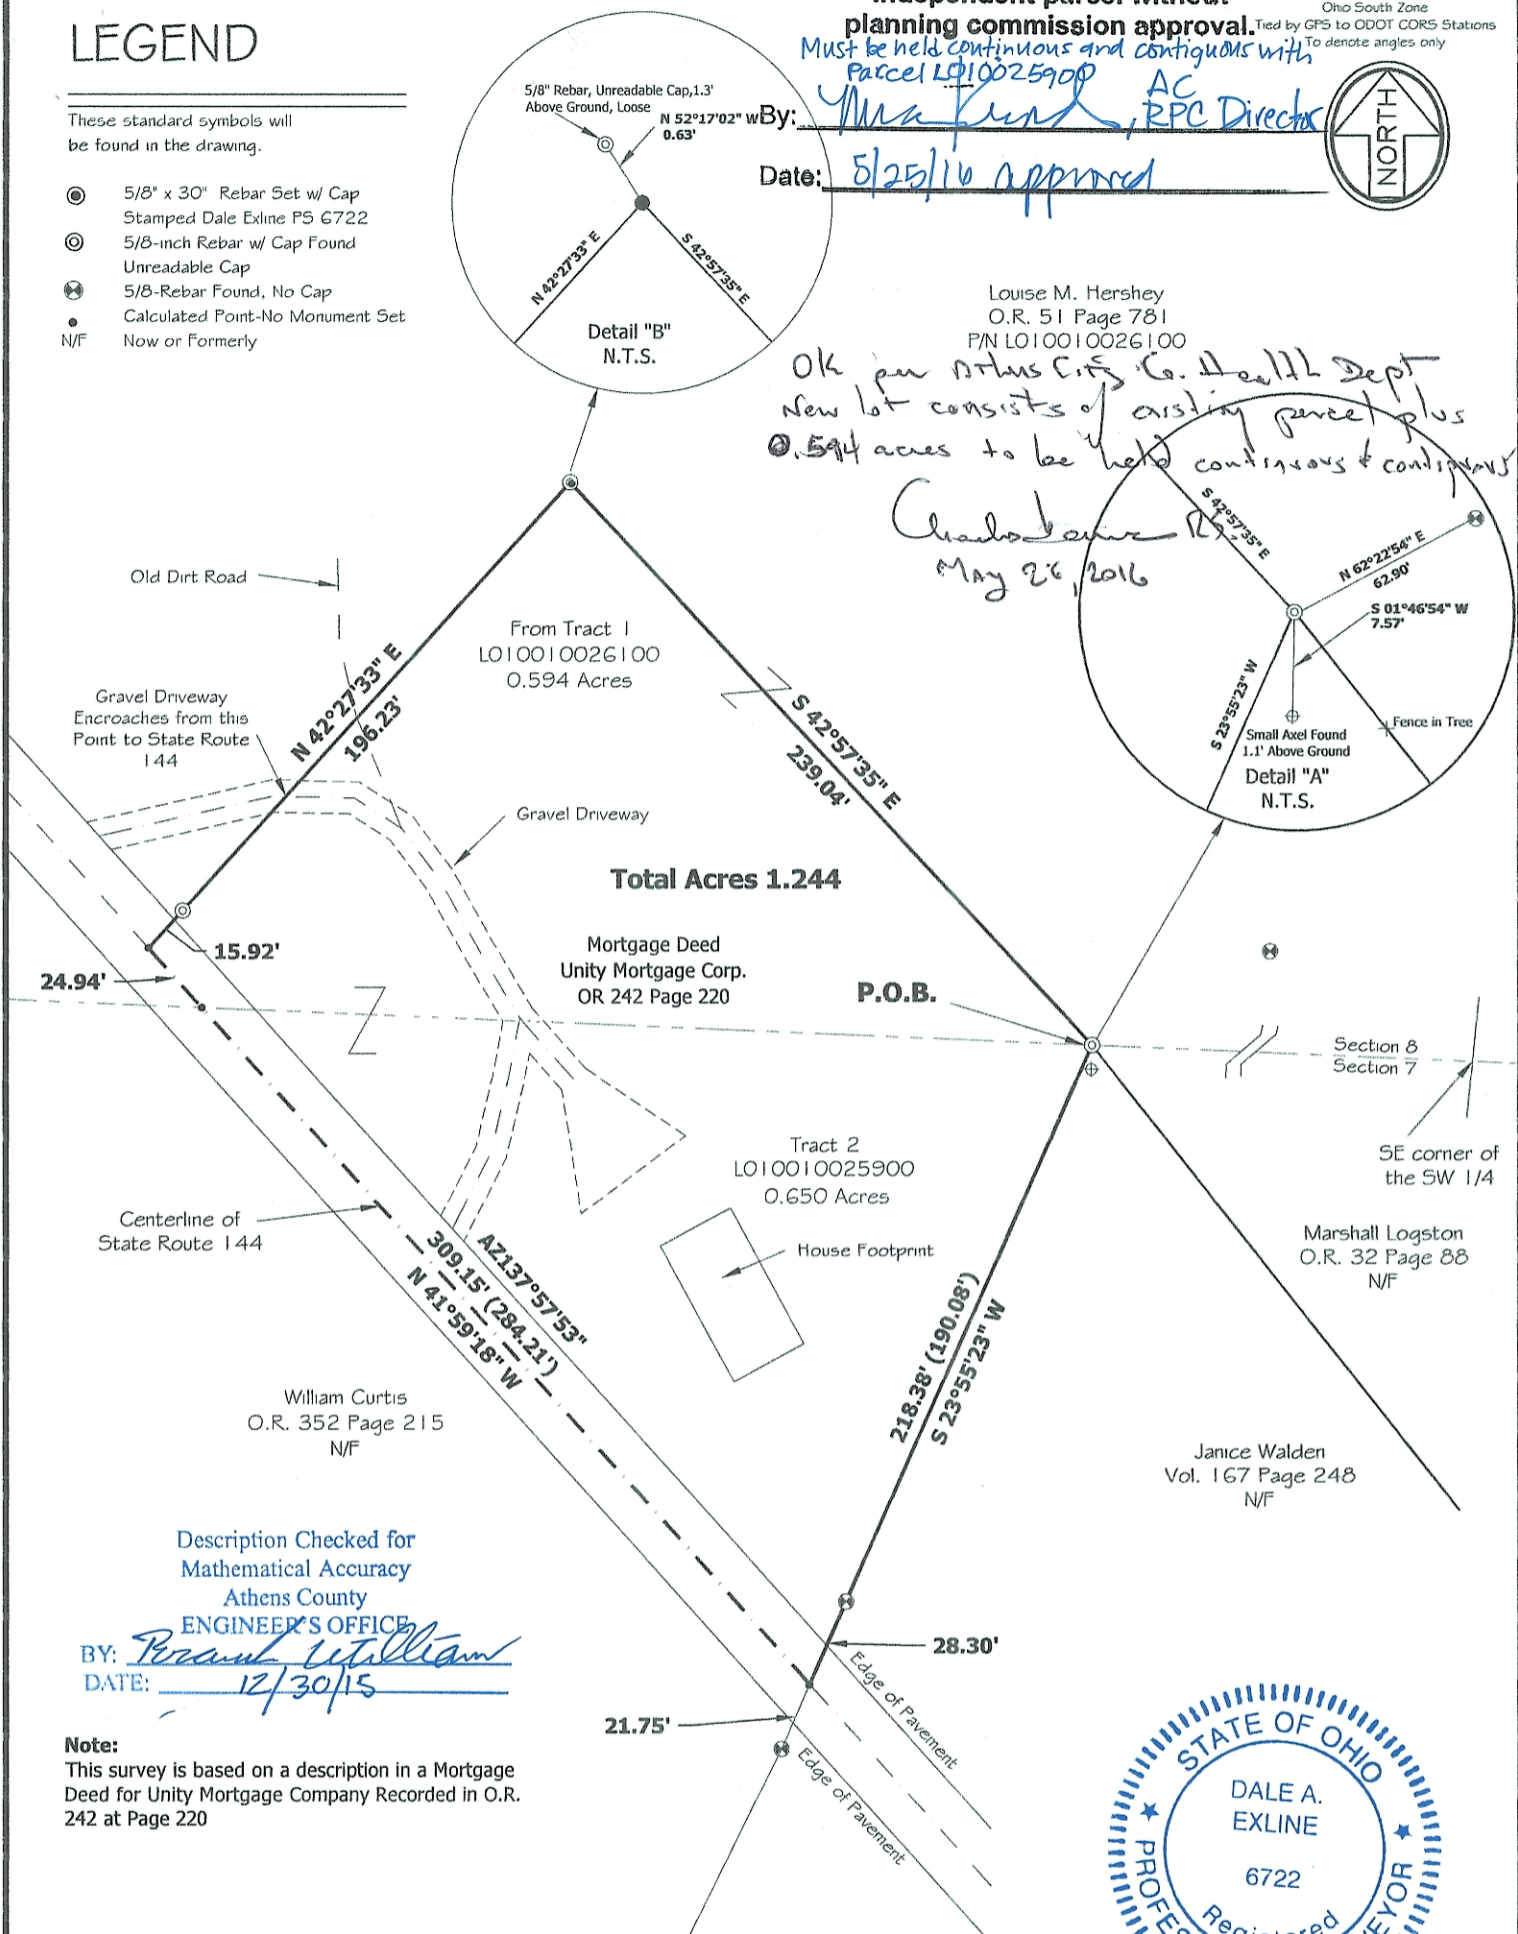 LEGEND
These standard symbols will
be found in the drawing.
5/8" x 30" Rebar Set w/ Cap
Stamped Dale Exline PS 6722
5/8-inch Rebar w/ Cap Found
Unreadable Cap
5/8-Rebar Found, No Cap
Calculated Point-No Monument Set
N/F Now or Formerly
independent parcel without
planning commission approval.
Must be held continuous and contiguous with
Parcel L010025900
By:
AC
RPC Director
Date: 5/25/16 approved
Ohio South Zone
Tied by GPS to ODOT CORS Stations
To denote angles only
NORTH
5/8" Rebar, Unreadable Cap,1.3'
Above Ground, Loose
N 52°17'02" W
0.63'
N 42°27'33" E
S 42°57'35" E
Detail "B"
N.T.S.
Louise M. Hershey
O.R. 51 Page 781
P/N L010010026100
OK per Athens City Co. Health Dept
New lot consists of existing parcel plus
0.594 acres to be held continuous & contiguous
May 26, 2016
S 42°57'35" E
N 62°22'54" E
62.90'
S 01°46'54" W
7.57'
S 23°55'23" W
Fence in Tree
Small Axel Found
1.1' Above Ground
Detail "A"
N.T.S.
Old Dirt Road
From Tract 1
L010010026100
0.594 Acres
Gravel Driveway
Encroaches from this
Point to State Route
144
N 42°27'33" E
196.23'
S 42°57'35" E
239.04'
Gravel Driveway
Total Acres 1.244
15.92'
24.94'
Mortgage Deed
Unity Mortgage Corp.
OR 242 Page 220
P.O.B.
Section 8
Section 7
SE corner of
the SW 1/4
Tract 2
L010010025900
0.650 Acres
House Footprint
Centerline of
State Route 144
AZ137°57'53"
309.15' (284.21')
N 41°59'18" W
218.38' (190.08')
S 23°55'23" W
Marshall Logston
O.R. 32 Page 88
N/F
William Curtis
O.R. 352 Page 215
N/F
Janice Walden
Vol. 167 Page 248
N/F
Description Checked for
Mathematical Accuracy
Athens County
ENGINEER'S OFFICE
BY:
DATE: 12/30/15
28.30'
21.75'
Edge of Pavement
Edge of Pavement
Note:
This survey is based on a description in a Mortgage
Deed for Unity Mortgage Company Recorded in O.R.
242 at Page 220
STATE OF OHIO
DALE A.
EXLINE
6722
Registered